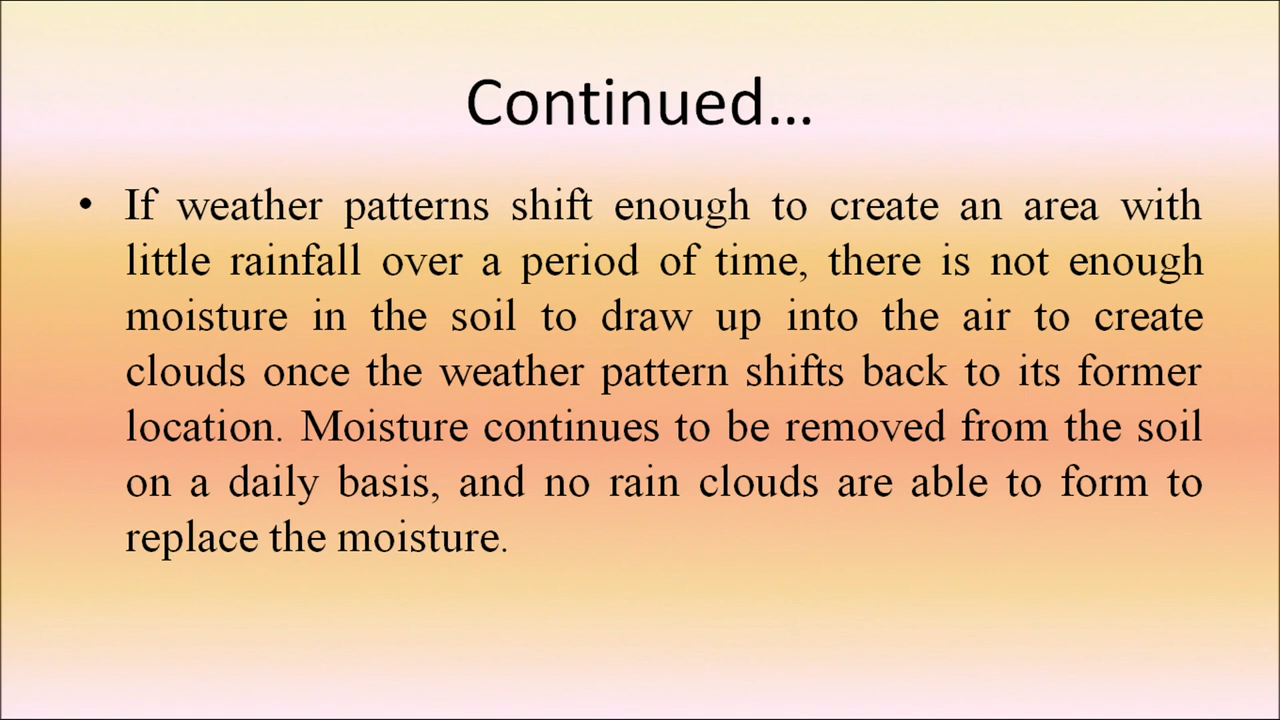 Continued...
• If weather patterns shift enough to create an area with
little rainfall over a period of time, there is not enough
moisture in the soil to draw up into the air to create
clouds once the weather pattern shifts back to its former
location. Moisture continues to be removed from the soil
on a daily basis, and no rain clouds are able to form to
replace the moisture.